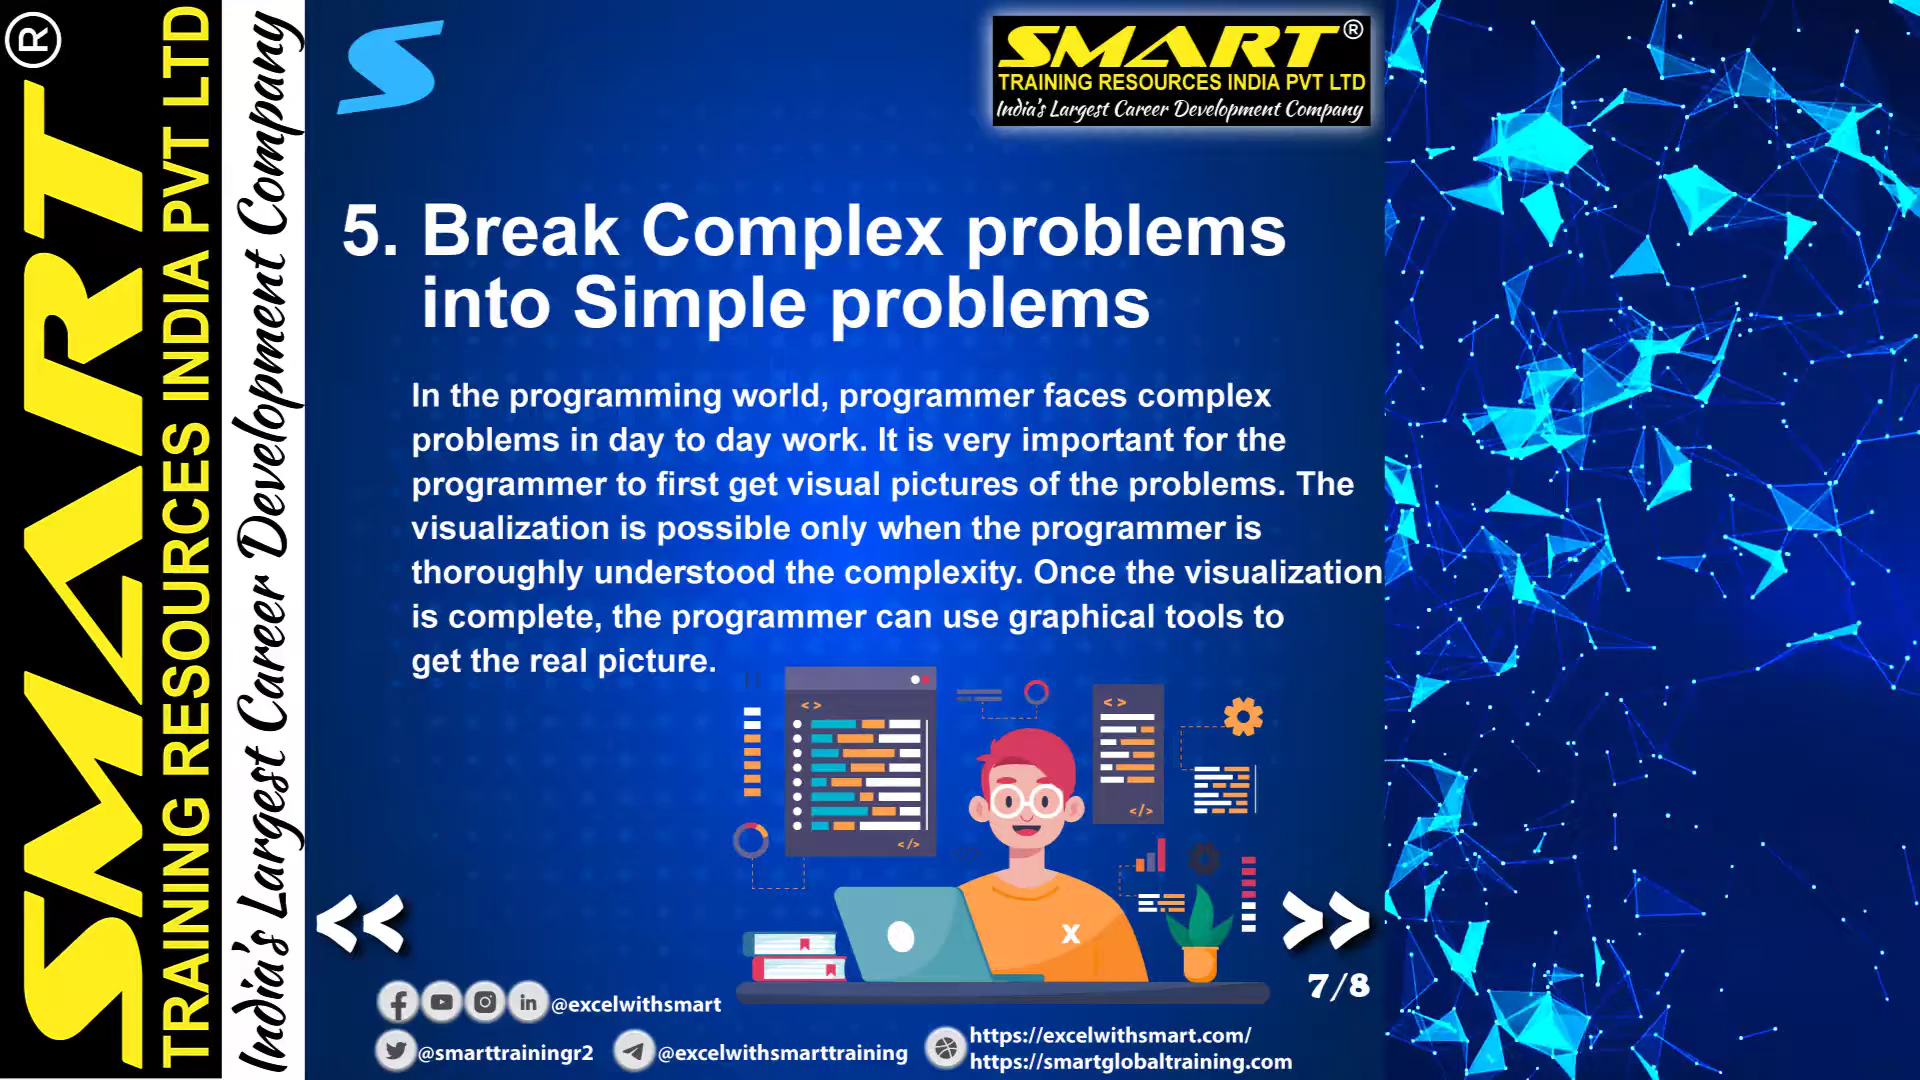 SMART®
TRAINING RESOURCES INDIA PVT LTD
India's Largest Career Development Company
S
SMART®
TRAINING RESOURCES INDIA PVT LTD
India's Largest Career Development Company
5. Break Complex problems
into Simple problems
In the programming world, programmer faces complex
problems in day to day work. It is very important for the
programmer to first get visual pictures of the problems. The
visualization is possible only when the programmer is
thoroughly understood the complexity. Once the visualization
is complete, the programmer can use graphical tools to
get the real picture.
< >
</>
< >
</>
x
<<
>>
7/8
@excelwithsmart
@smarttrainingr2
@excelwithsmarttraining
https://excelwithsmart.com/
https://smartglobaltraining.com